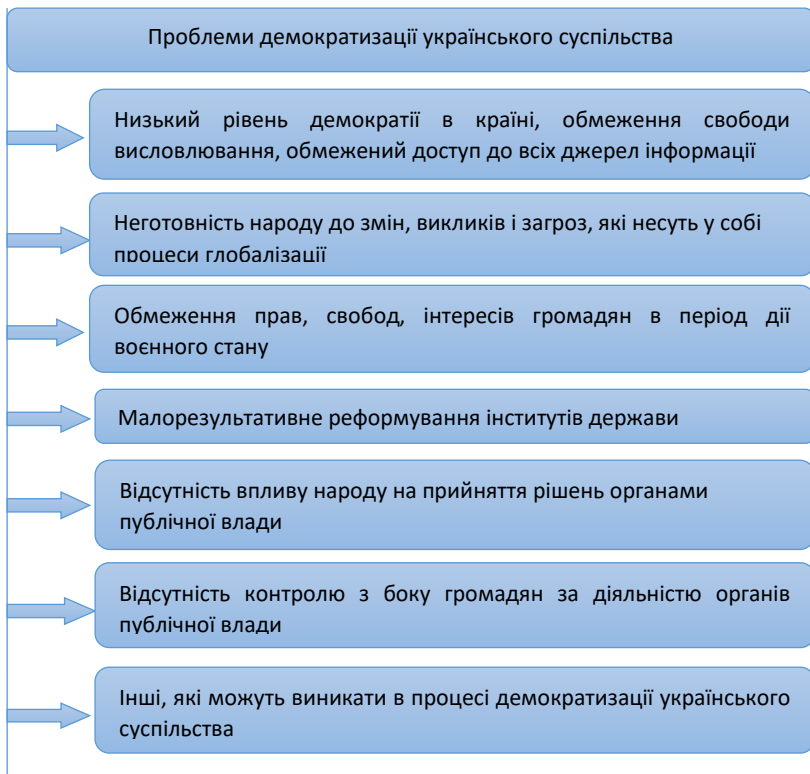 Проблеми демократизації українського суспільства
Низький рівень демократії в країні, обмеження свободи
висловлювання, обмежений доступ до всіх джерел інформації
Неготовність народу до змін, викликів і загроз, які несуть у собі
процеси глобалізації
Обмеження прав, свобод, інтересів громадян в період дії
воєнного стану
Малорезультативне реформування інститутів держави
Відсутність впливу народу на прийняття рішень органами
публічної влади
Відсутність контролю з боку громадян за діяльністю органів
публічної влади
Інші, які можуть виникати в процесі демократизації українського
суспільства